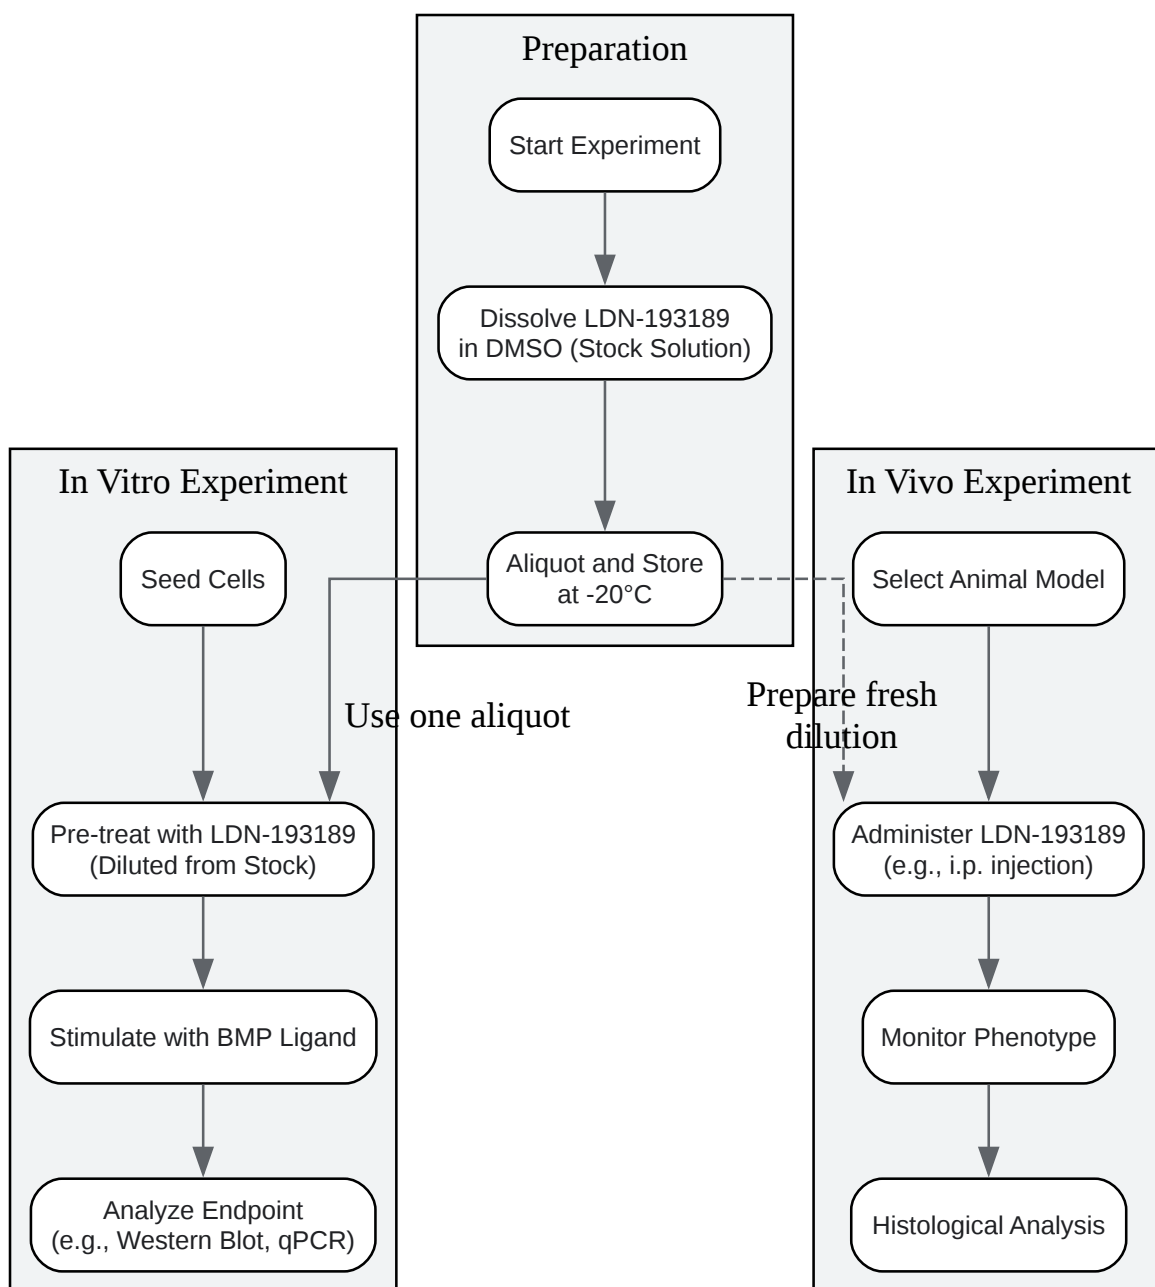 Preparation
Start Experiment
Dissolve LDN-193189
in DMSO (Stock Solution)
Aliquot and Store
at -20°C
In Vitro Experiment
Seed Cells
Use one aliquot
Pre-treat with LDN-193189
(Diluted from Stock)
Stimulate with BMP Ligand
Analyze Endpoint
(e.g., Western Blot, qPCR)
In Vivo Experiment
Select Animal Model
Prepare fresh
dilution
Administer LDN-193189
(e.g., i.p. injection)
Monitor Phenotype
Histological Analysis